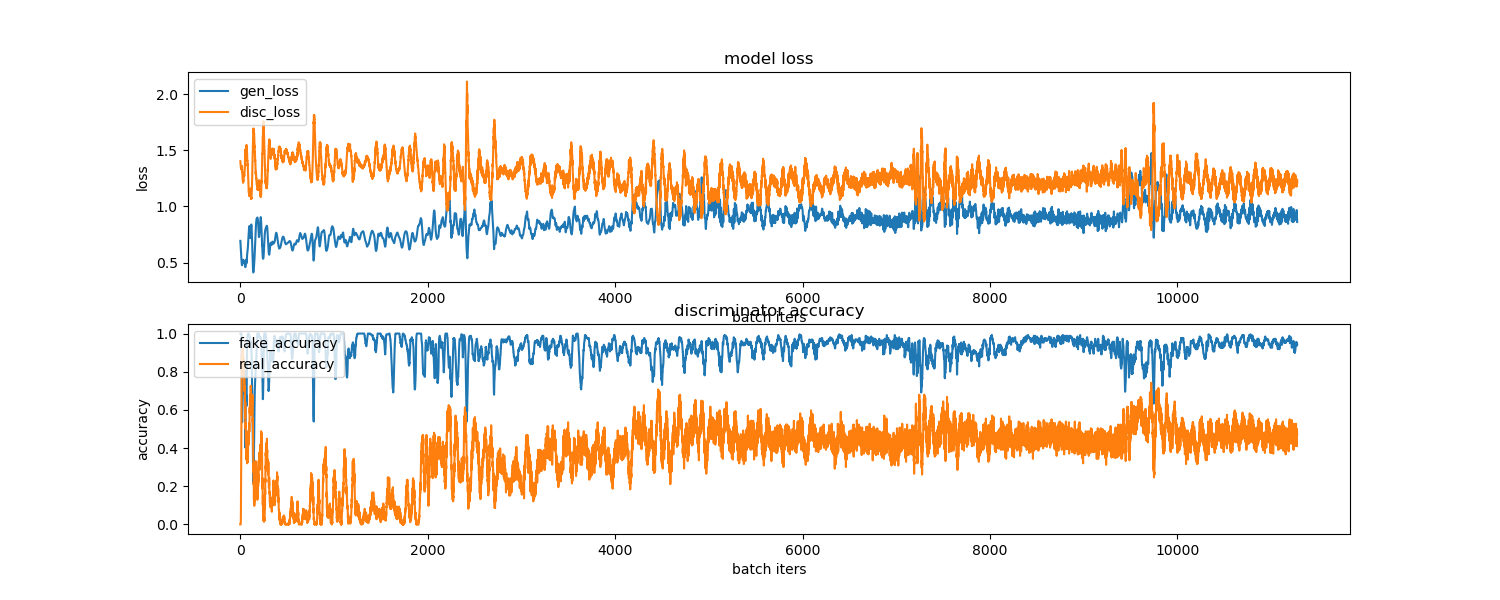 model loss
gen_loss
disc_loss
2.0
1.5
1.0
0.5
loss
0 2000 4000 6000 8000 10000
batch iters
discriminator accuracy
fake_accuracy
real_accuracy
1.0
0.8
0.6
0.4
0.2
0.0
accuracy
0 2000 4000 6000 8000 10000
batch iters